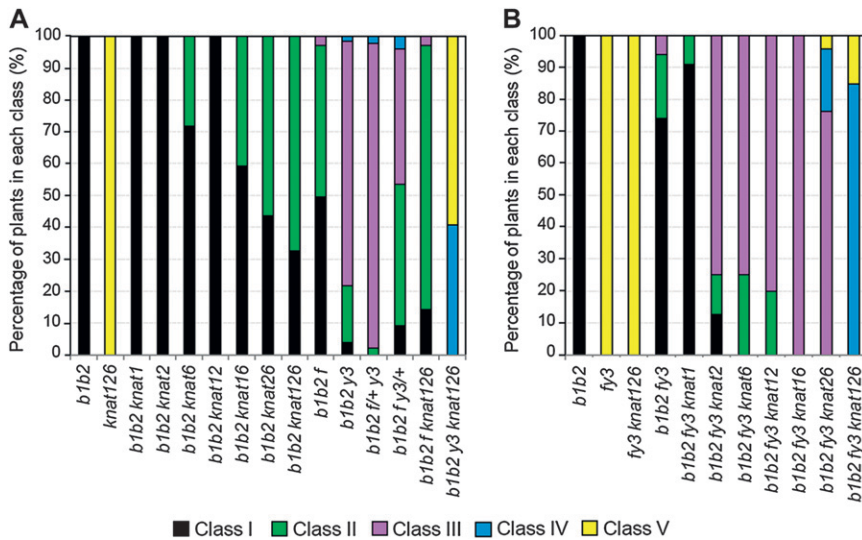 A
Percentage of plants in each class (%)
100
90
80
70
60
50
40
30
20
10
0
b1b2
knat126
b1b2 knat1
b1b2 knat2
b1b2 knat6
b1b2 knat12
b1b2 knat16
b1b2 knat26
b1b2 knat126
b1b2 f
b1b2 y3
b1b2 f/+ y3
b1b2 f y3/+
b1b2 f knat126
b1b2 y3 knat126
B
Percentage of plants in each class (%)
100
90
80
70
60
50
40
30
20
10
0
b1b2
fy3
fy3 knat126
b1b2 fy3
b1b2 fy3 knat1
b1b2 fy3 knat2
b1b2 fy3 knat6
b1b2 fy3 knat12
b1b2 fy3 knat16
b1b2 fy3 knat26
b1b2 fy3 knat126
Class I Class II Class III Class IV Class V